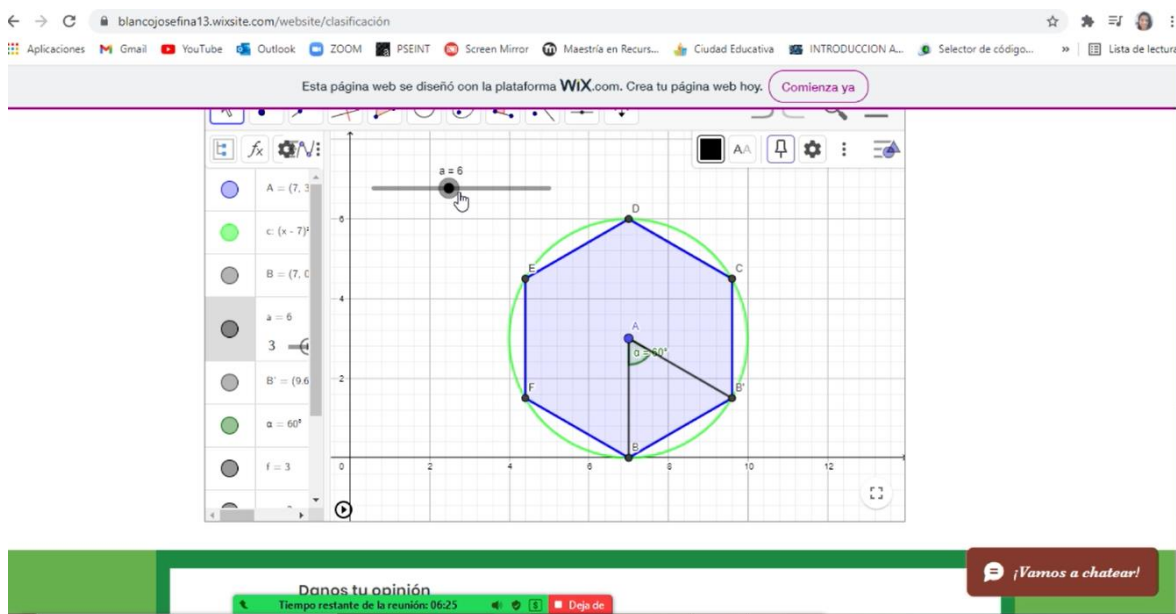 blancojosefina13.wixsite.com/website/clasificación
Aplicaciones Gmail YouTube Outlook ZOOM PSEINT Screen Mirror Maestría en Recurs... Ciudad Educativa INTRODUCCION A... Selector de código... » Lista de lectura
Esta página web se diseñó con la plataforma WiX.com. Crea tu página web hoy. Comienza ya
AA
A = (7, 3
c: (x - 7)²
B = (7, 0
a = 6
3
B' = (9.6
α = 60°
f = 3
a = 6
D
6
E
C
4
A
α = 60°
2
F
B'
B
0 2 4 6 8 10 12
Danos tu opinión
¡Vamos a chatear!
Tiempo restante de la reunión: 06:25 Deja de